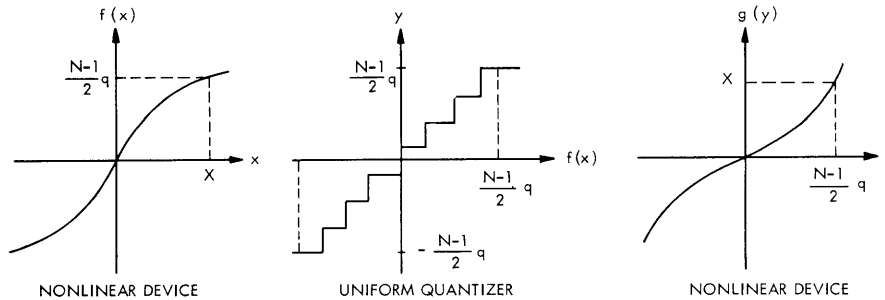 f(x)
N-1
2
q
x
X
NONLINEAR DEVICE
y
N-1
2
q
f(x)
N-1
2
q
- N-1
2
q
UNIFORM QUANTIZER
g(y)
X
N-1
2
q
NONLINEAR DEVICE